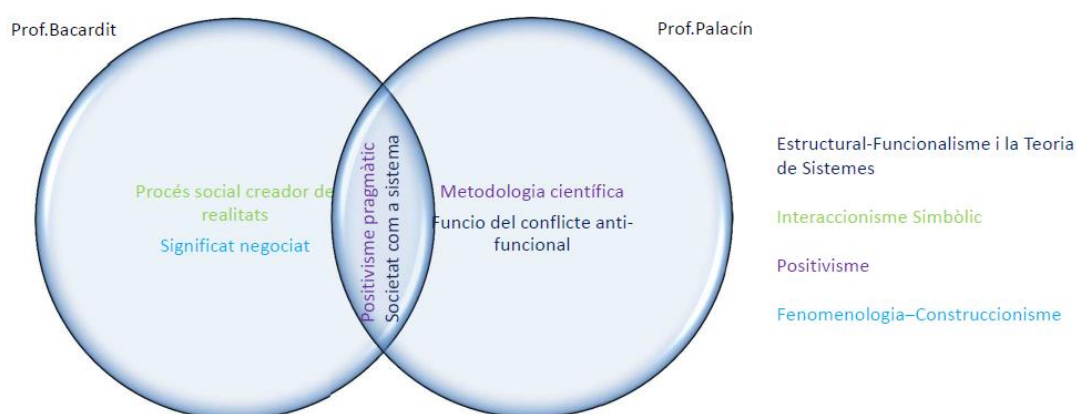 Prof.Bacardit
Prof.Palacín
Procés social creador de
realitats
Significat negociat
Positivisme pragmàtic
Societat com a sistema
Metodologia científica
Funcio del conflicte anti-
funcional
Estructural-Funcionalisme i la Teoria
de Sistemes
Interaccionisme Simbòlic
Positivisme
Fenomenologia–Construccionisme